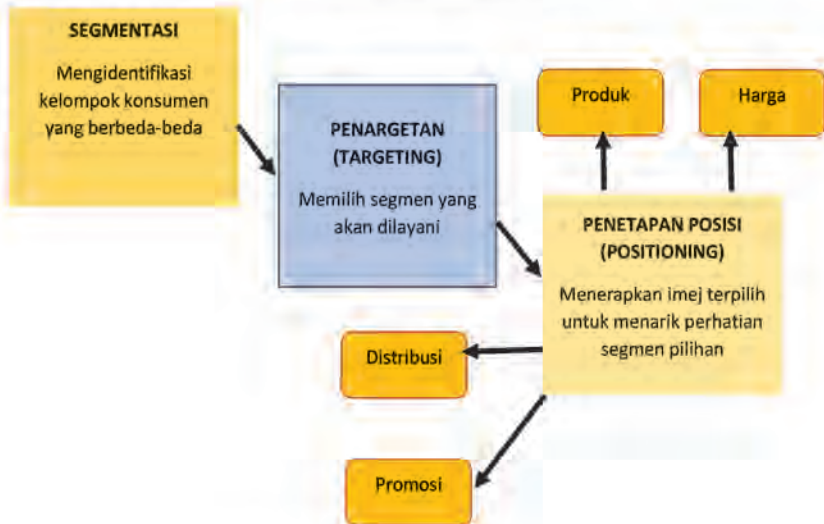 SEGMENTASI
Mengidentifikasi
kelompok konsumen
yang berbeda-beda
PENARGETAN
(TARGETING)
Memilih segmen yang
akan dilayani
Produk
Harga
PENETAPAN POSISI
(POSITIONING)
Menerapkan imej terpilih
untuk menarik perhatian
segmen pilihan
Distribusi
Promosi